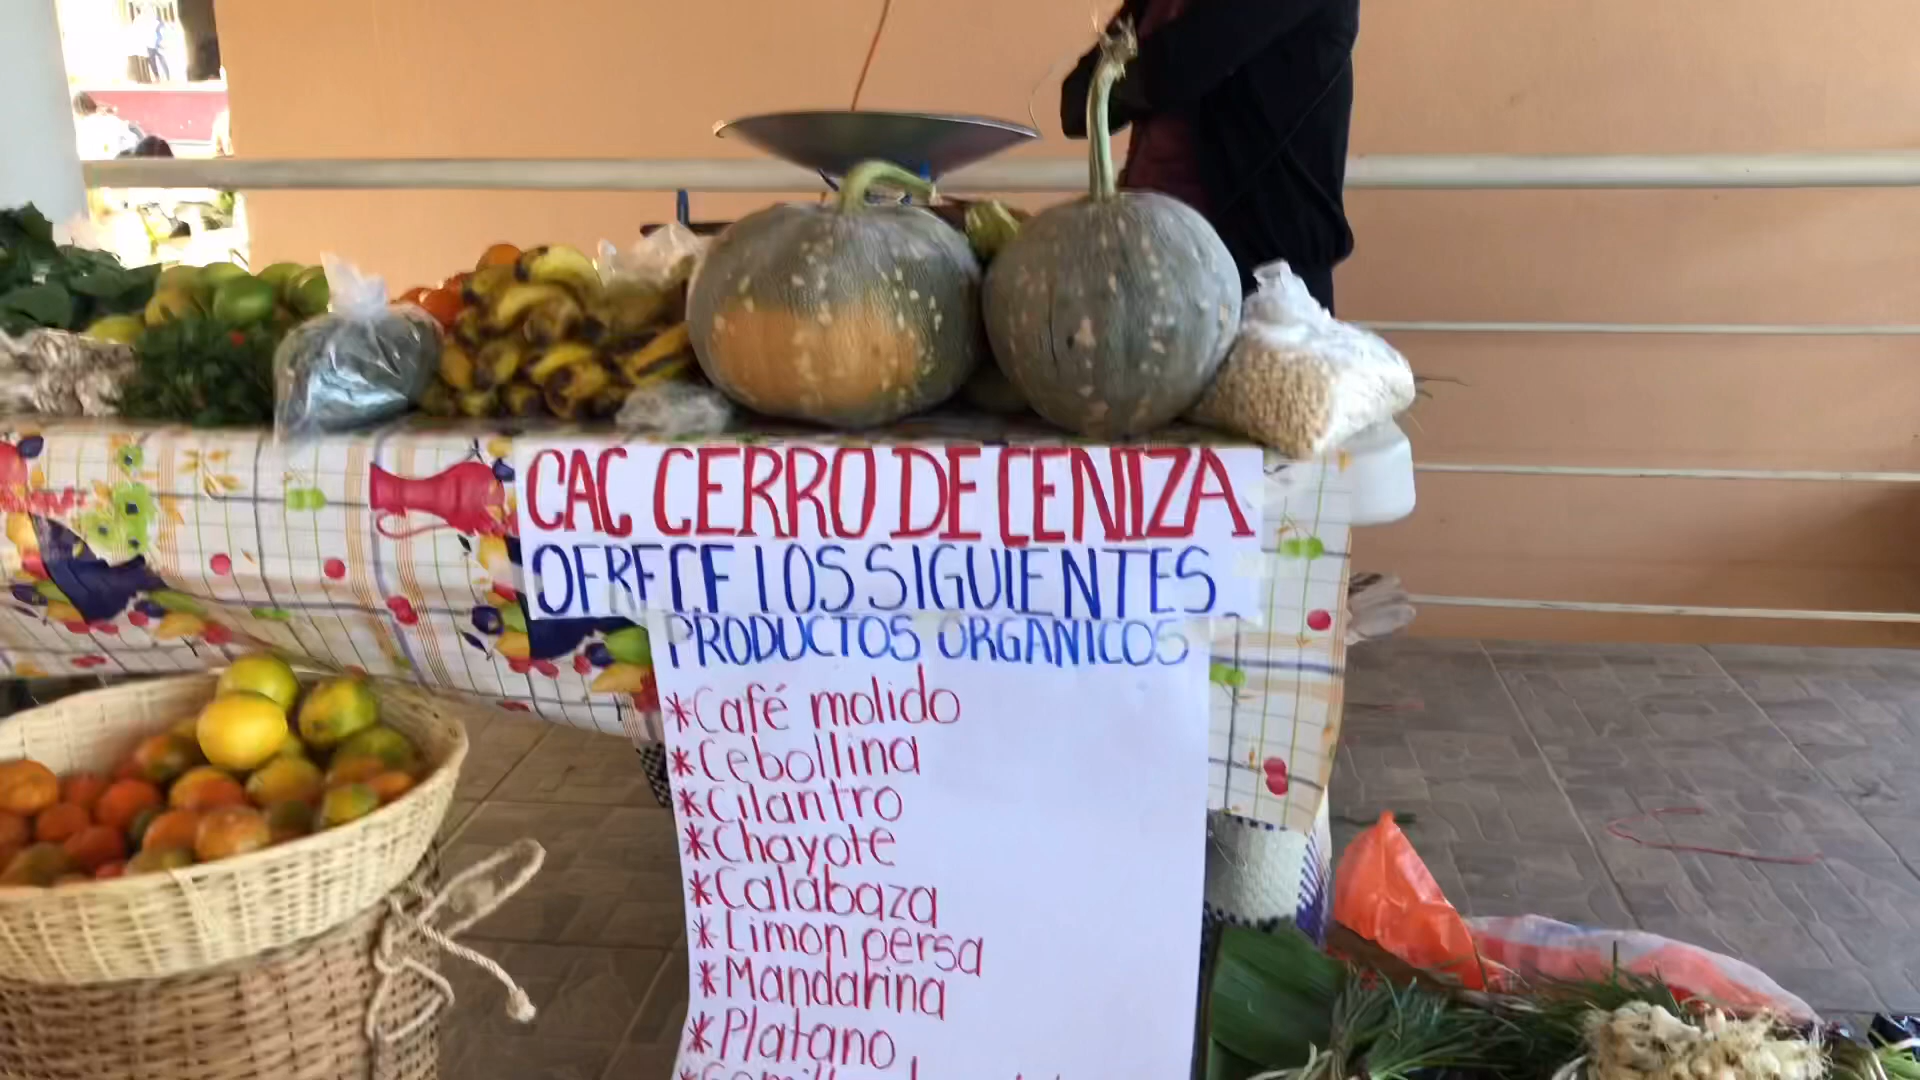 CAC CERRO DE CENIZA
OFRECE LOS SIGUIENTES
PRODUCTOS ORGANICOS
*Café molido
*Cebollina
*Cilantro
*Chayote
*Calabaza
*Limon persa
*Mandarina
*Platano